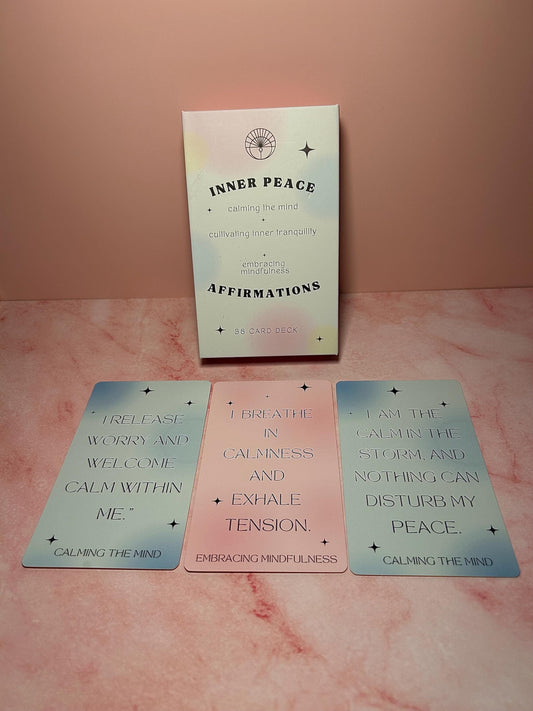 INNER PEACE
calming the mind
cultivating inner tranquility
embracing
mindfulness
AFFIRMATIONS
38 CARD DECK
I RELEASE
WORRY AND
WELCOME
CALM WITHIN
ME."
CALMING THE MIND
I BREATHE
IN
CALMNESS
AND
EXHALE
TENSION.
EMBRACING MINDFULNESS
I AM THE
CALM IN THE
STORM, AND
NOTHING CAN
DISTURB MY
PEACE.
CALMING THE MIND